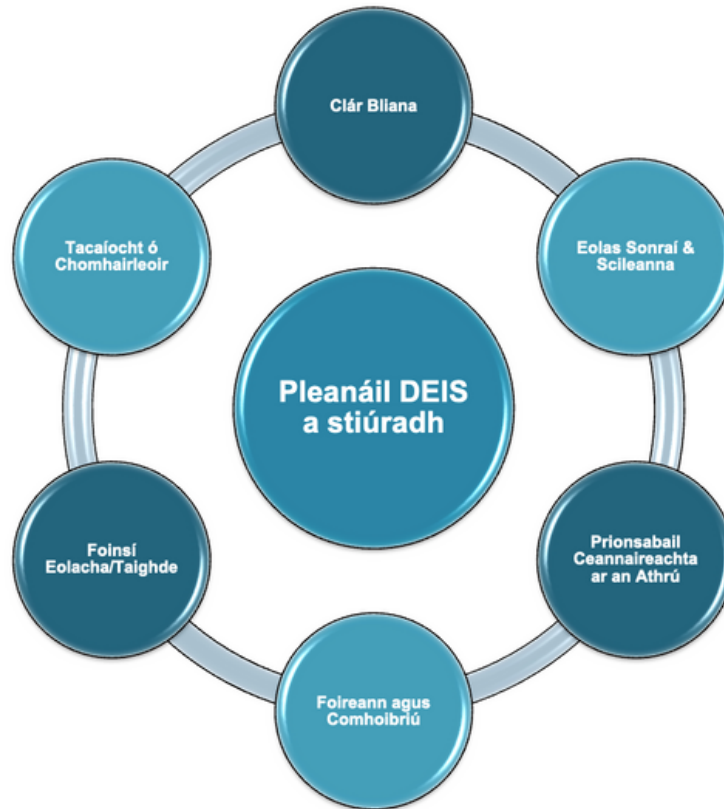 Clár Bliana
Tacaíocht ó
Chomhairleoir
Eolas Sonraí &
Scileanna
Pleanáil DEIS
a stiúradh
Foinsí
Eolacha/Taighde
Prionsabail
Ceannaireachta
ar an Athrú
Foireann agus
Comhoibriú